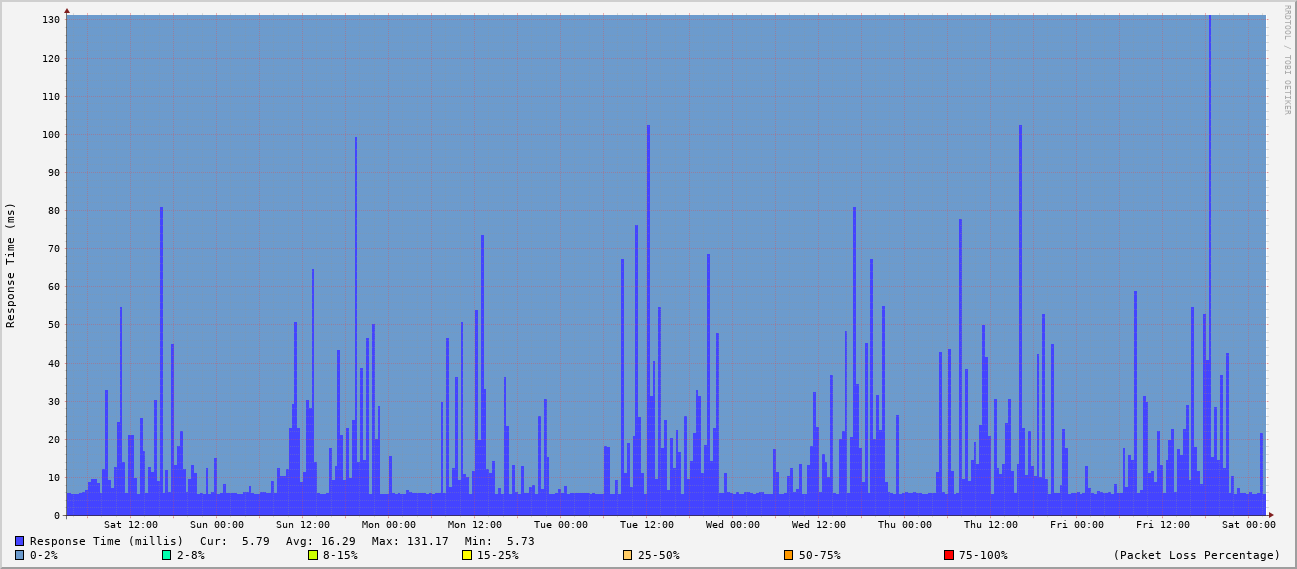 RRDTOOL / TOBI OETIKER
Response Time (ms)
130
120
110
100
90
80
70
60
50
40
30
20
10
0
Sat 12:00 Sun 00:00 Sun 12:00 Mon 00:00 Mon 12:00 Tue 00:00 Tue 12:00 Wed 00:00 Wed 12:00 Thu 00:00 Thu 12:00 Fri 00:00 Fri 12:00 Sat 00:00
Response Time (millis) Cur: 5.79 Avg: 16.29 Max: 131.17 Min: 5.73
0-2% 2-8% 8-15% 15-25% 25-50% 50-75% 75-100% (Packet Loss Percentage)